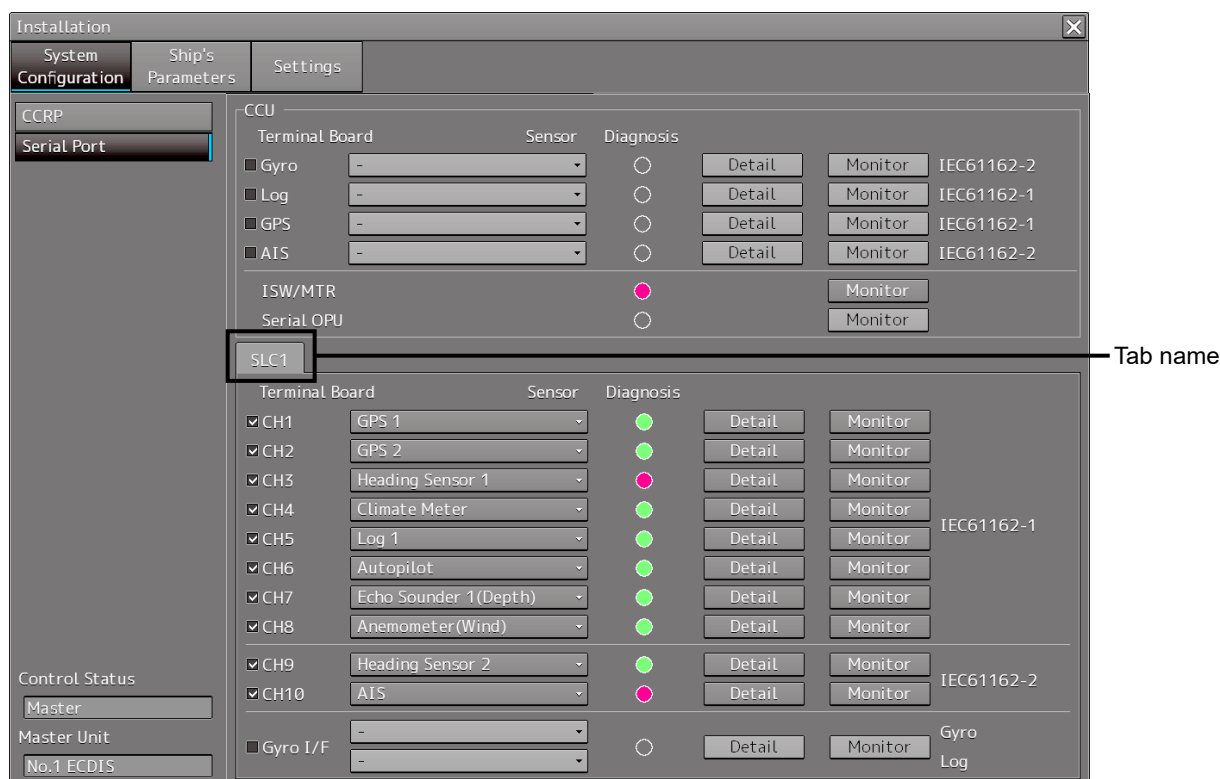 Installation
System Configuration
Ship's Parameters
Settings
CCRP
Serial Port
CCU
Terminal Board Sensor Diagnosis
Gyro - Detail Monitor IEC61162-2
Log - Detail Monitor IEC61162-1
GPS - Detail Monitor IEC61162-1
AIS - Detail Monitor IEC61162-2
ISW/MTR Monitor
Serial OPU Monitor
SLC1
Tab name
Terminal Board Sensor Diagnosis
CH1 GPS 1 Detail Monitor
CH2 GPS 2 Detail Monitor
CH3 Heading Sensor 1 Detail Monitor
CH4 Climate Meter Detail Monitor
IEC61162-1
CH5 Log 1 Detail Monitor
CH6 Autopilot Detail Monitor
CH7 Echo Sounder 1(Depth) Detail Monitor
CH8 Anemometer(Wind) Detail Monitor
CH9 Heading Sensor 2 Detail Monitor
IEC61162-2
CH10 AIS Detail Monitor
Gyro I/F - Detail Monitor Gyro
- Log
Control Status
Master
Master Unit
No.1 ECDIS